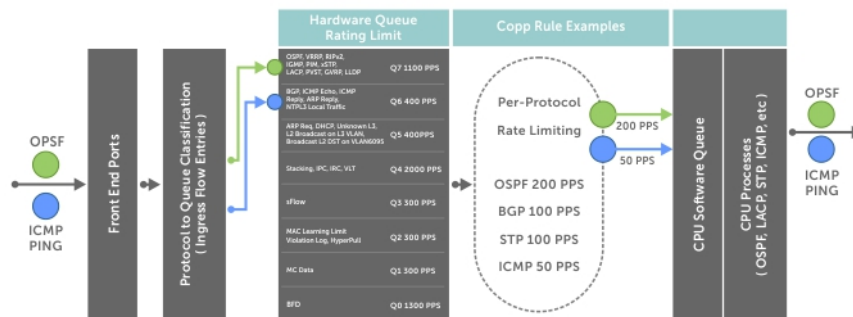 Hardware Queue
Rating Limit
Copp Rule Examples
OPSF
ICMP
PING
Front End Ports
Protocol to Queue Classification
( Ingress Flow Entries )
OSPF, VRRP, RIPv2,
IGMP, PIM, xSTP,
LACP, PVST, GVRP, LLDP
Q7 1100 PPS
BGP, ICMP Echo, ICMP
Reply, ARP Reply,
NTPL3 Local Traffic
Q6 400 PPS
ARP Req, DHCP, Unknown L3,
L2 Broadcast on L3 VLAN,
Broadcast L2 DST on VLAN6095
Q5 400PPS
Stacking, IPC, IRC, VLT
Q4 2000 PPS
sFlow
Q3 300 PPS
MAC Learning Limit
Violation Log, HyperPull
Q2 300 PPS
MC Data
Q1 300 PPS
BFD
Q0 1300 PPS
Per-Protocol
Rate Limiting
OSPF 200 PPS
BGP 100 PPS
STP 100 PPS
ICMP 50 PPS
200 PPS
50 PPS
CPU Software Queue
CPU Processes
( OSPF, LACP, STP, ICMP, etc )
OPSF
ICMP
PING